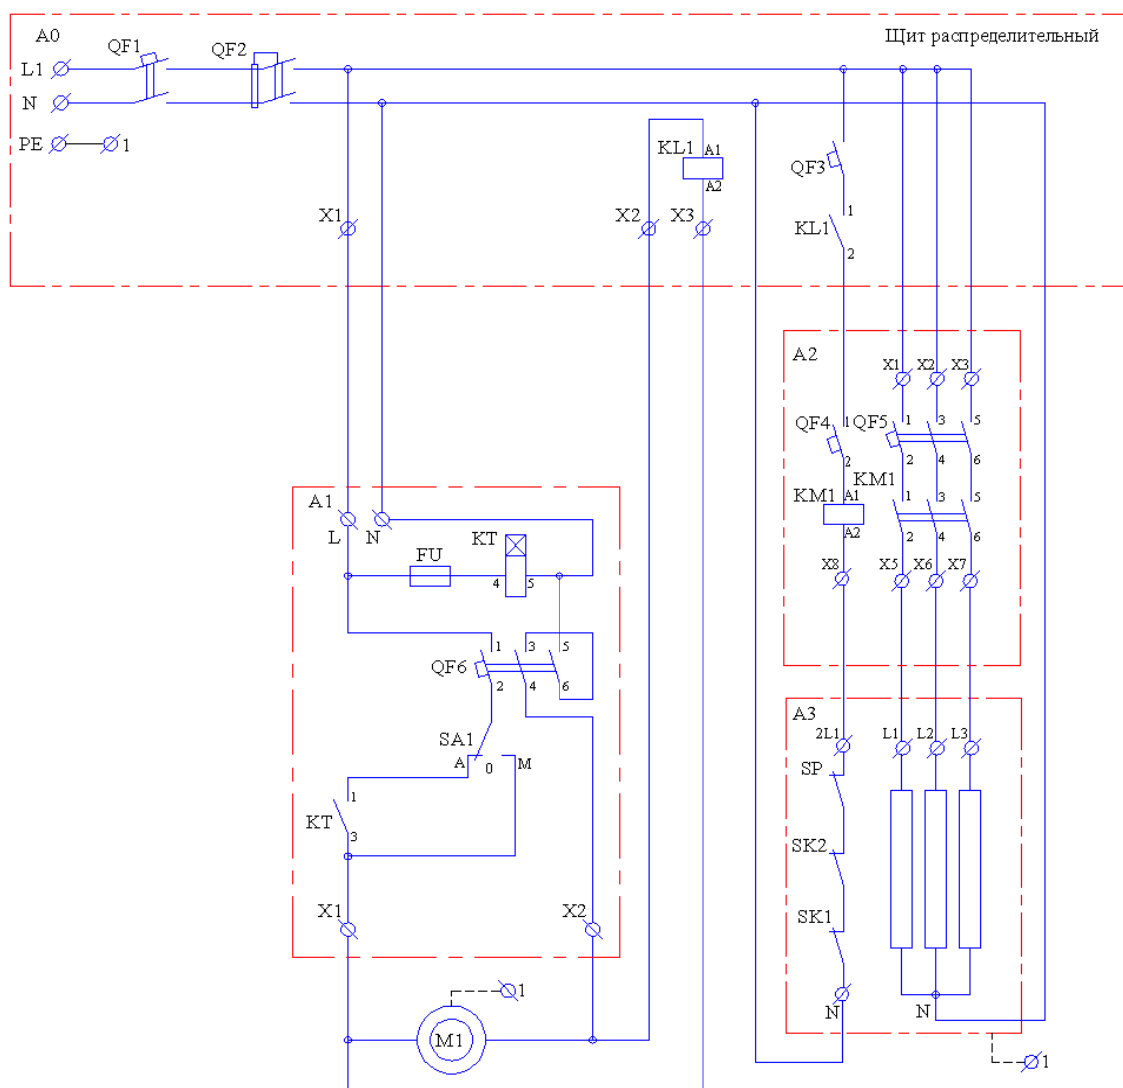 A0
QF1
QF2
Щит распределительный
L1
N
PE
1
KL1
A1
A2
QF3
X1
X2
X3
1
KL1
2
A2
X1
X2
X3
QF4
1
2
QF5
1
3
5
2
4
6
KM1
KM1
A1
A2
1
3
5
2
4
6
X8
X5
X6
X7
A1
L
N
FU
KT
4
5
QF6
1
3
5
2
4
6
SA1
A
0
M
KT
1
3
X1
X2
A3
2L1
L1
L2
L3
SP
SK2
SK1
N
N
1
M1
1